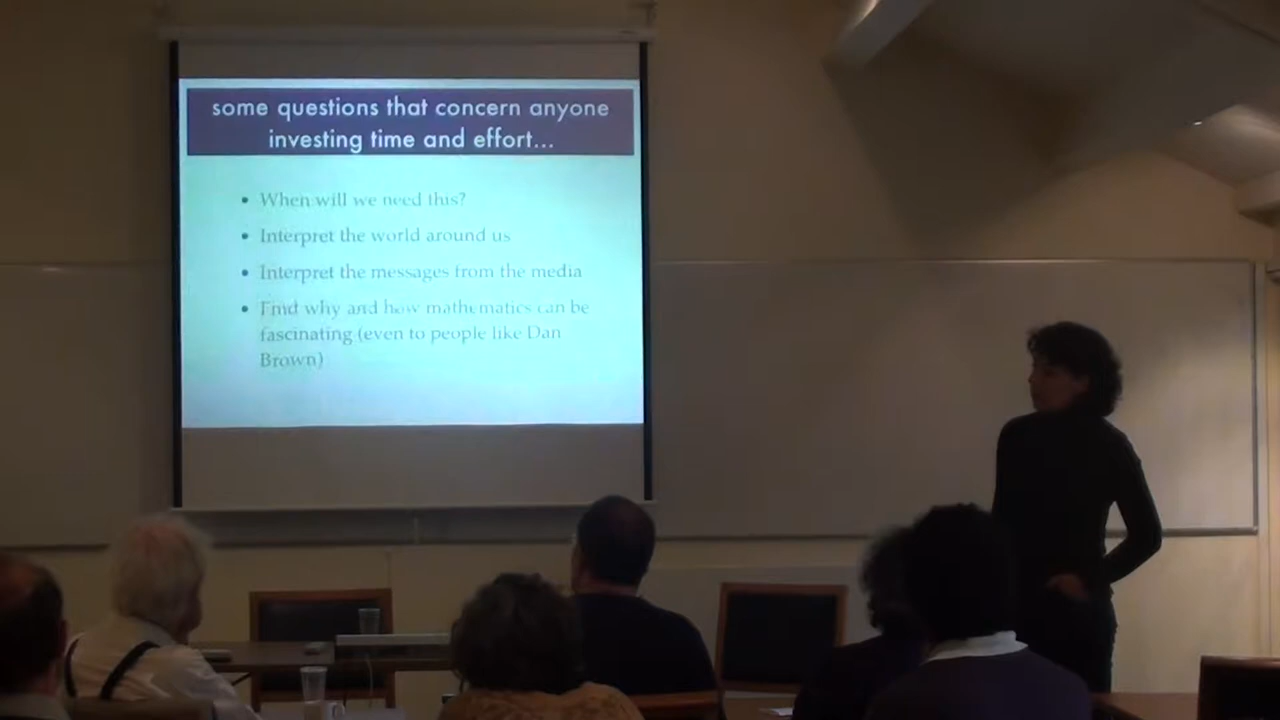 some questions that concern anyone
investing time and effort...
• When will we need this?
• Interpret the world around us
• Interpret the messages from the media
• Find why and how mathematics can be
fascinating (even to people like Dan
Brown)